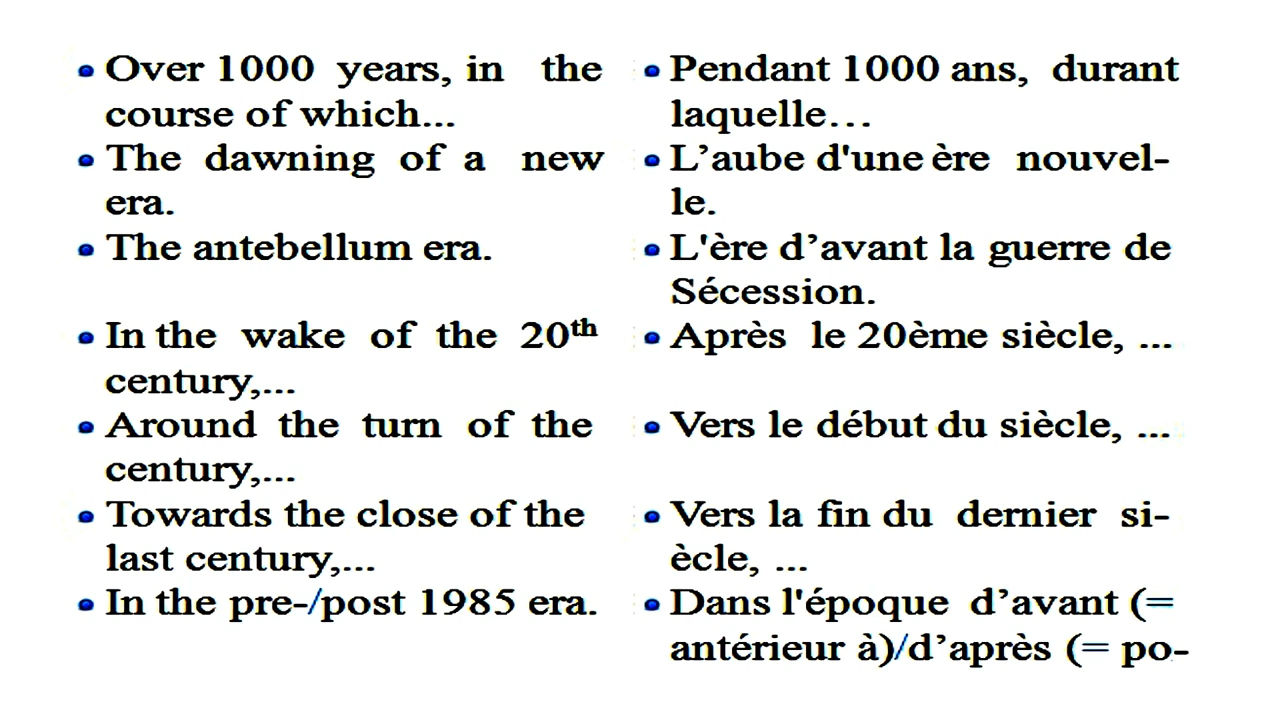 • Over 1000 years, in the
course of which...
• The dawning of a new
era.
• The antebellum era.
• In the wake of the 20th
century,...
• Around the turn of the
century,...
• Towards the close of the
last century,...
• In the pre-/post 1985 era.
• Pendant 1000 ans, durant
laquelle…
• L’aube d'une ère nouvel-
le.
• L'ère d’avant la guerre de
Sécession.
• Après le 20ème siècle, ...
• Vers le début du siècle, ...
• Vers la fin du dernier si-
ècle, ...
• Dans l'époque d’avant (=
antérieur à)/d’après (= po-